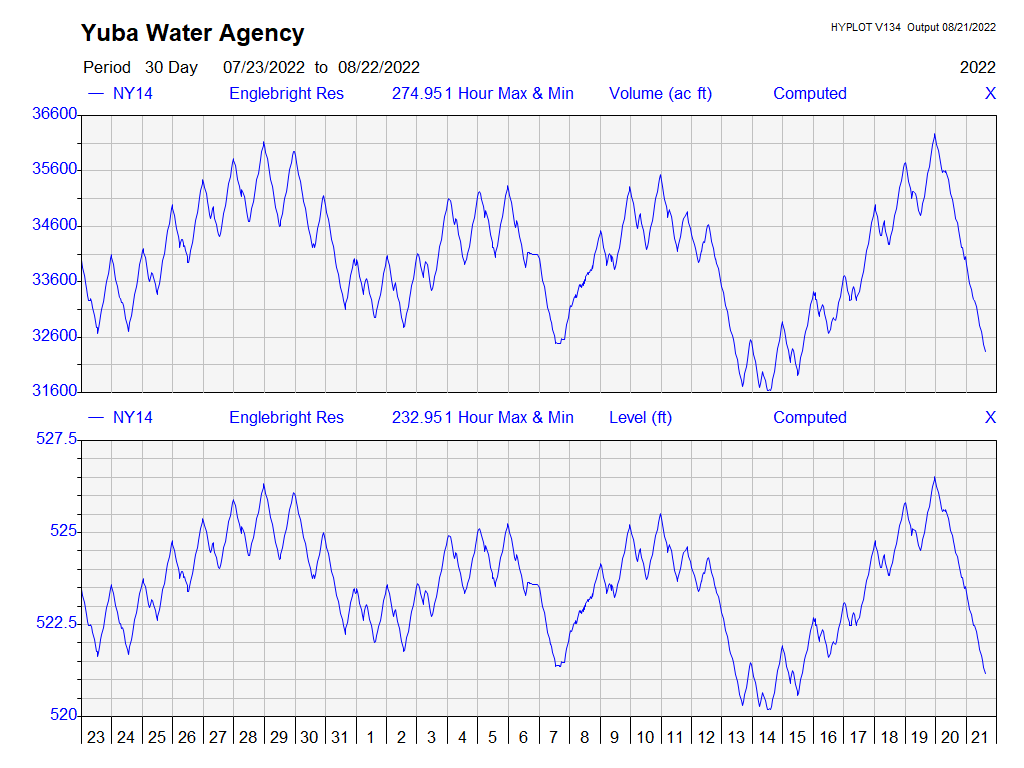 Yuba Water Agency
HYPLOT V134 Output 08/21/2022
Period 30 Day 07/23/2022 to 08/22/2022
2022
NY14 Englebright Res 274.951 Hour Max & Min Volume (ac ft) Computed X
36600
35600
34600
33600
32600
31600
NY14 Englebright Res 232.951 Hour Max & Min Level (ft) Computed X
527.5
525
522.5
520
23 24 25 26 27 28 29 30 31 1 2 3 4 5 6 7 8 9 10 11 12 13 14 15 16 17 18 19 20 21